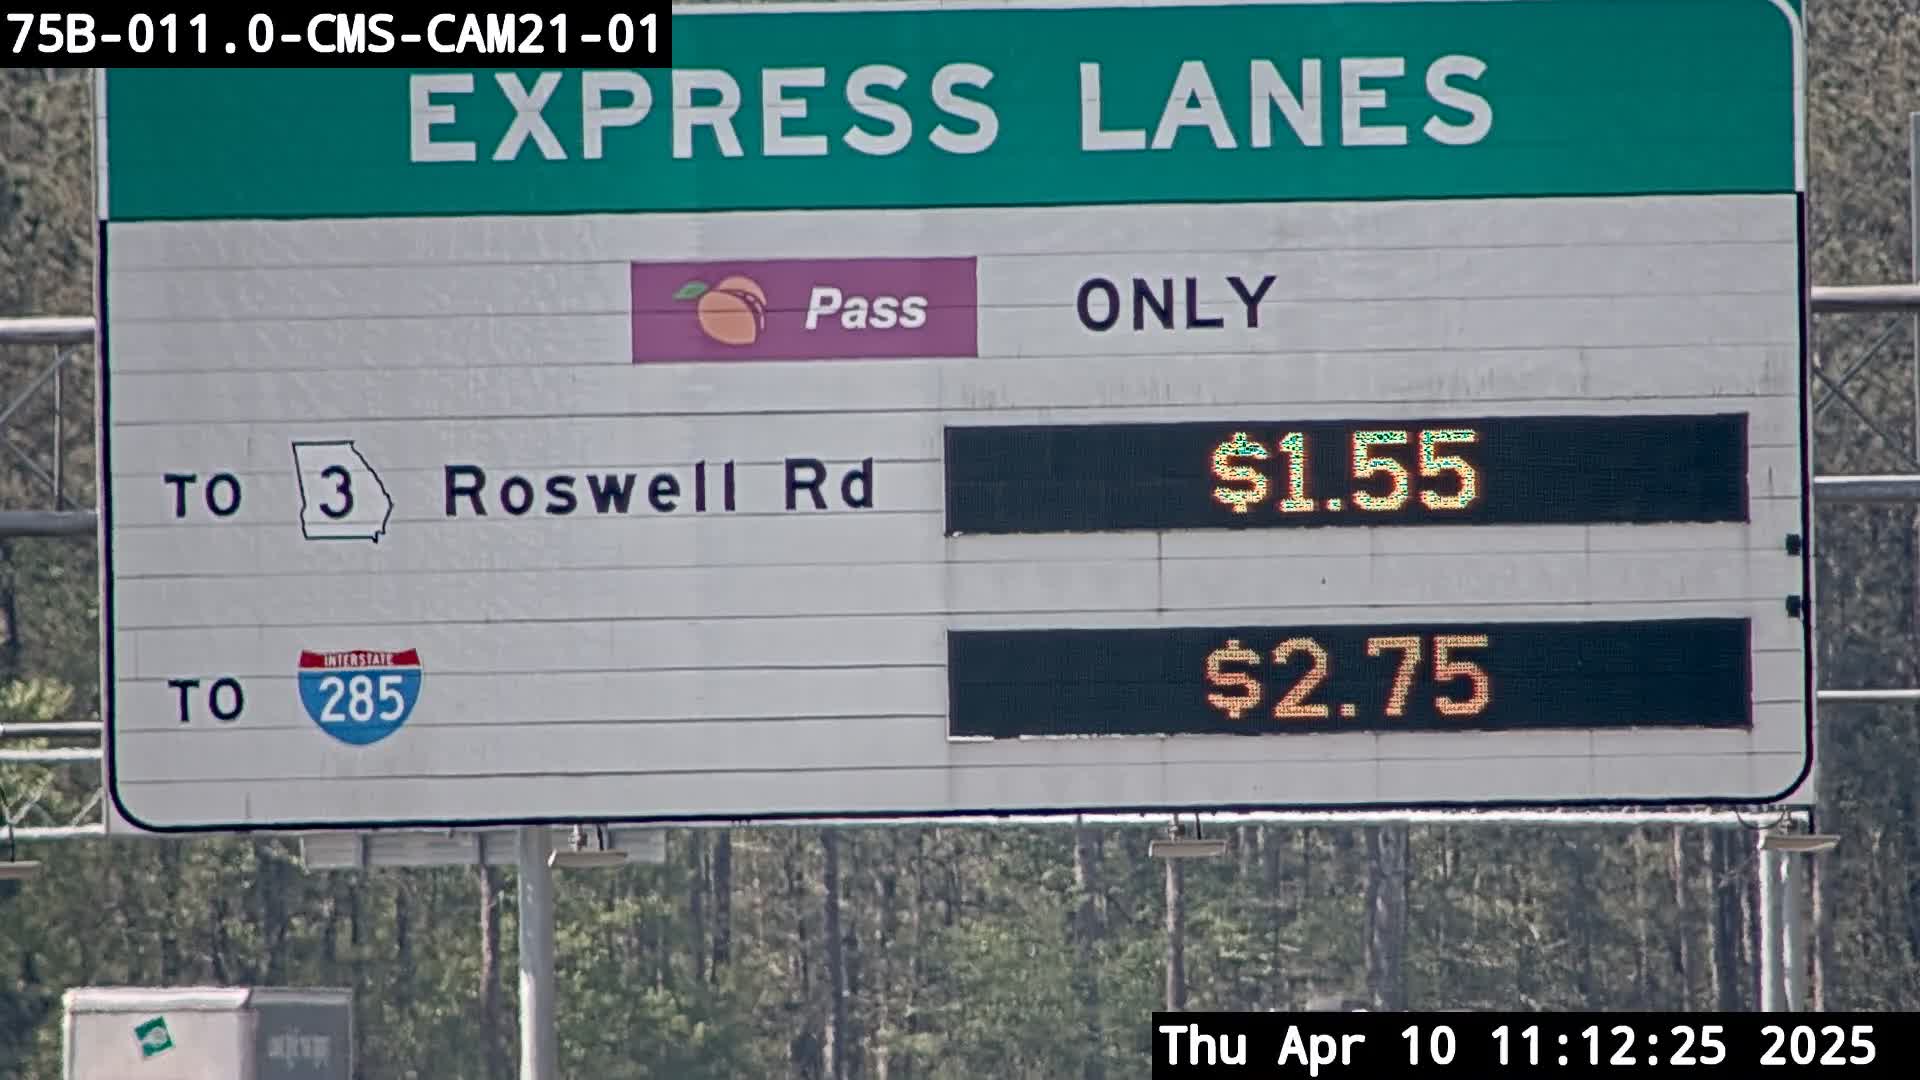 75B-011.0-CMS-CAM21-01
EXPRESS LANES
Pass ONLY
TO 3 Roswell Rd $1.55
INTERSTATE
TO 285 $2.75
Thu Apr 10 11:12:25 2025